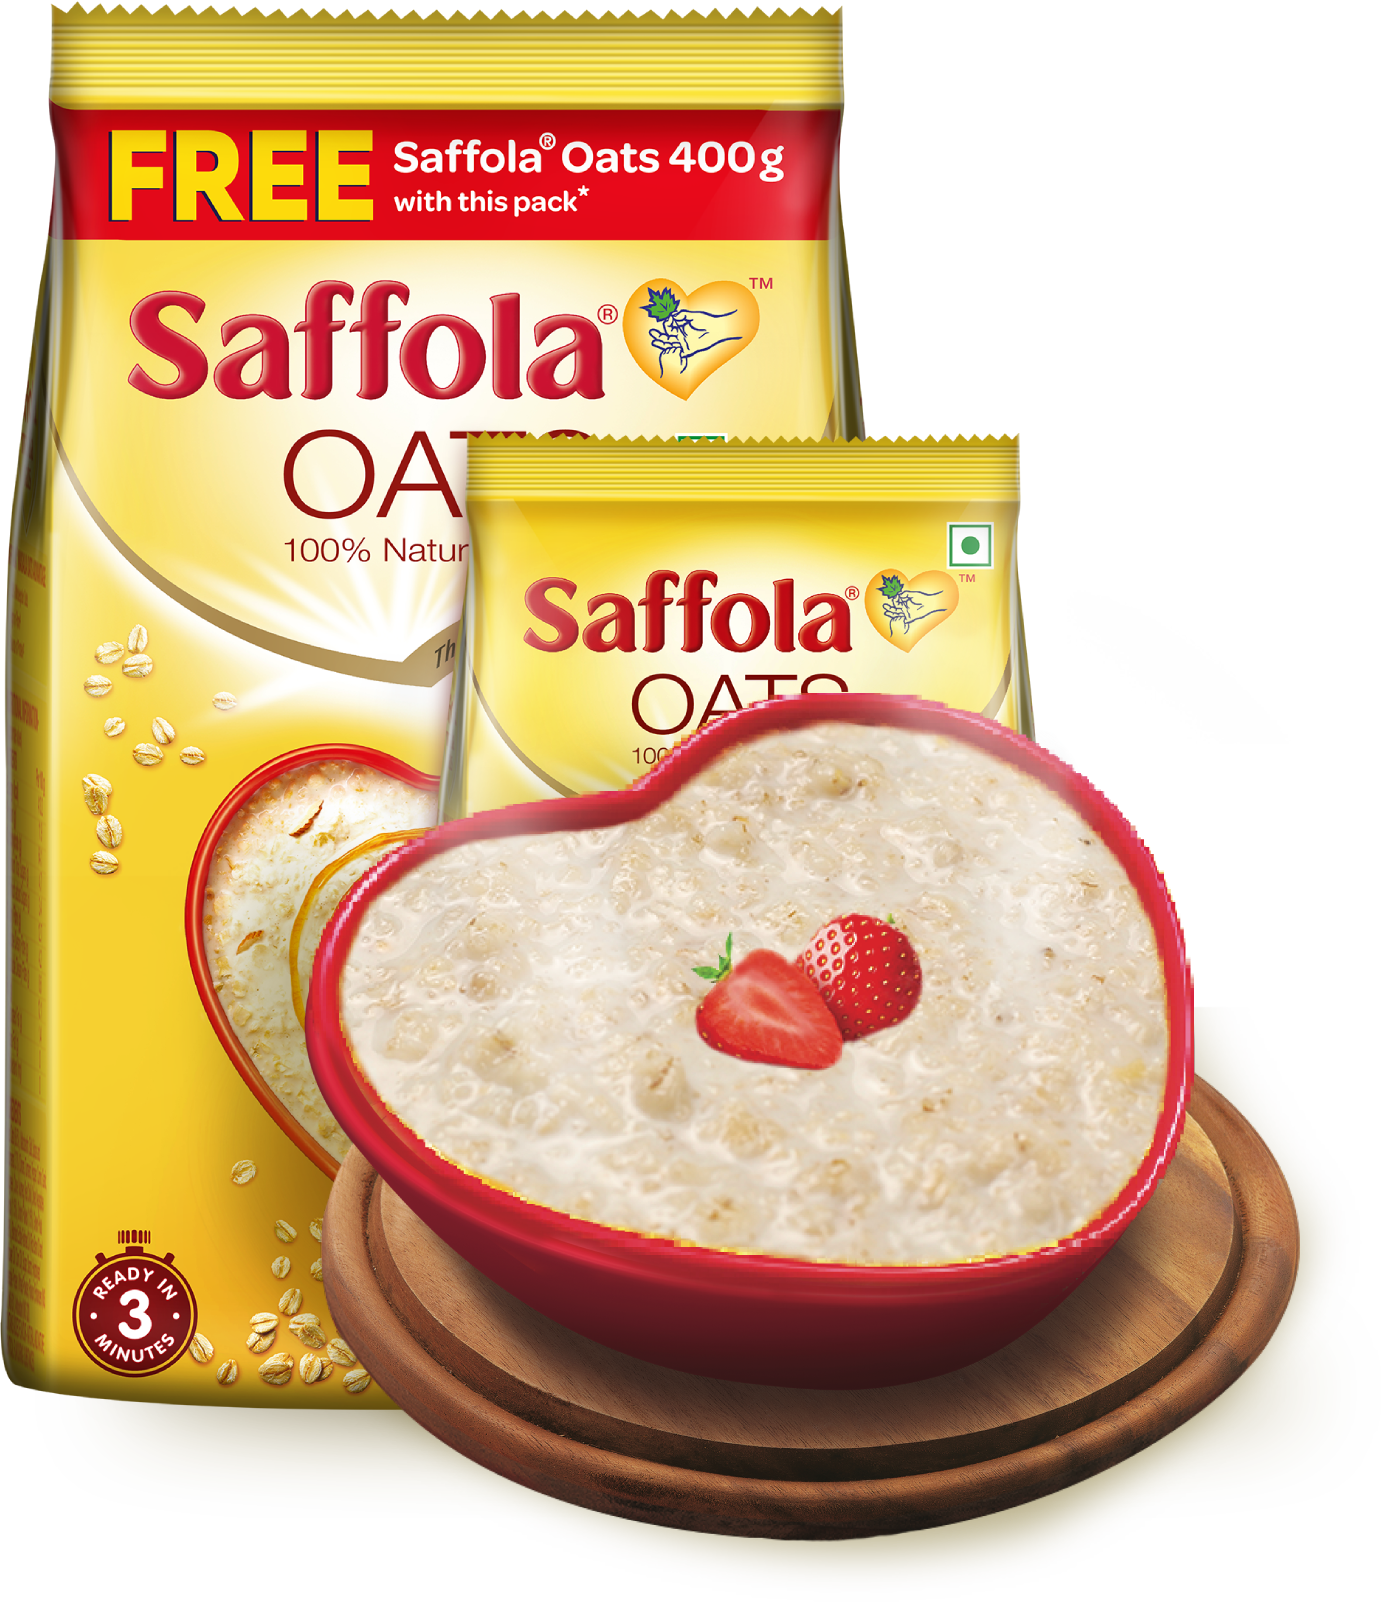 FREE Saffola® Oats 400g
with this pack*
Saffola® ™
OATS
100% Natur
Th
READY IN
3
MINUTES
Saffola® ™
OATS
100